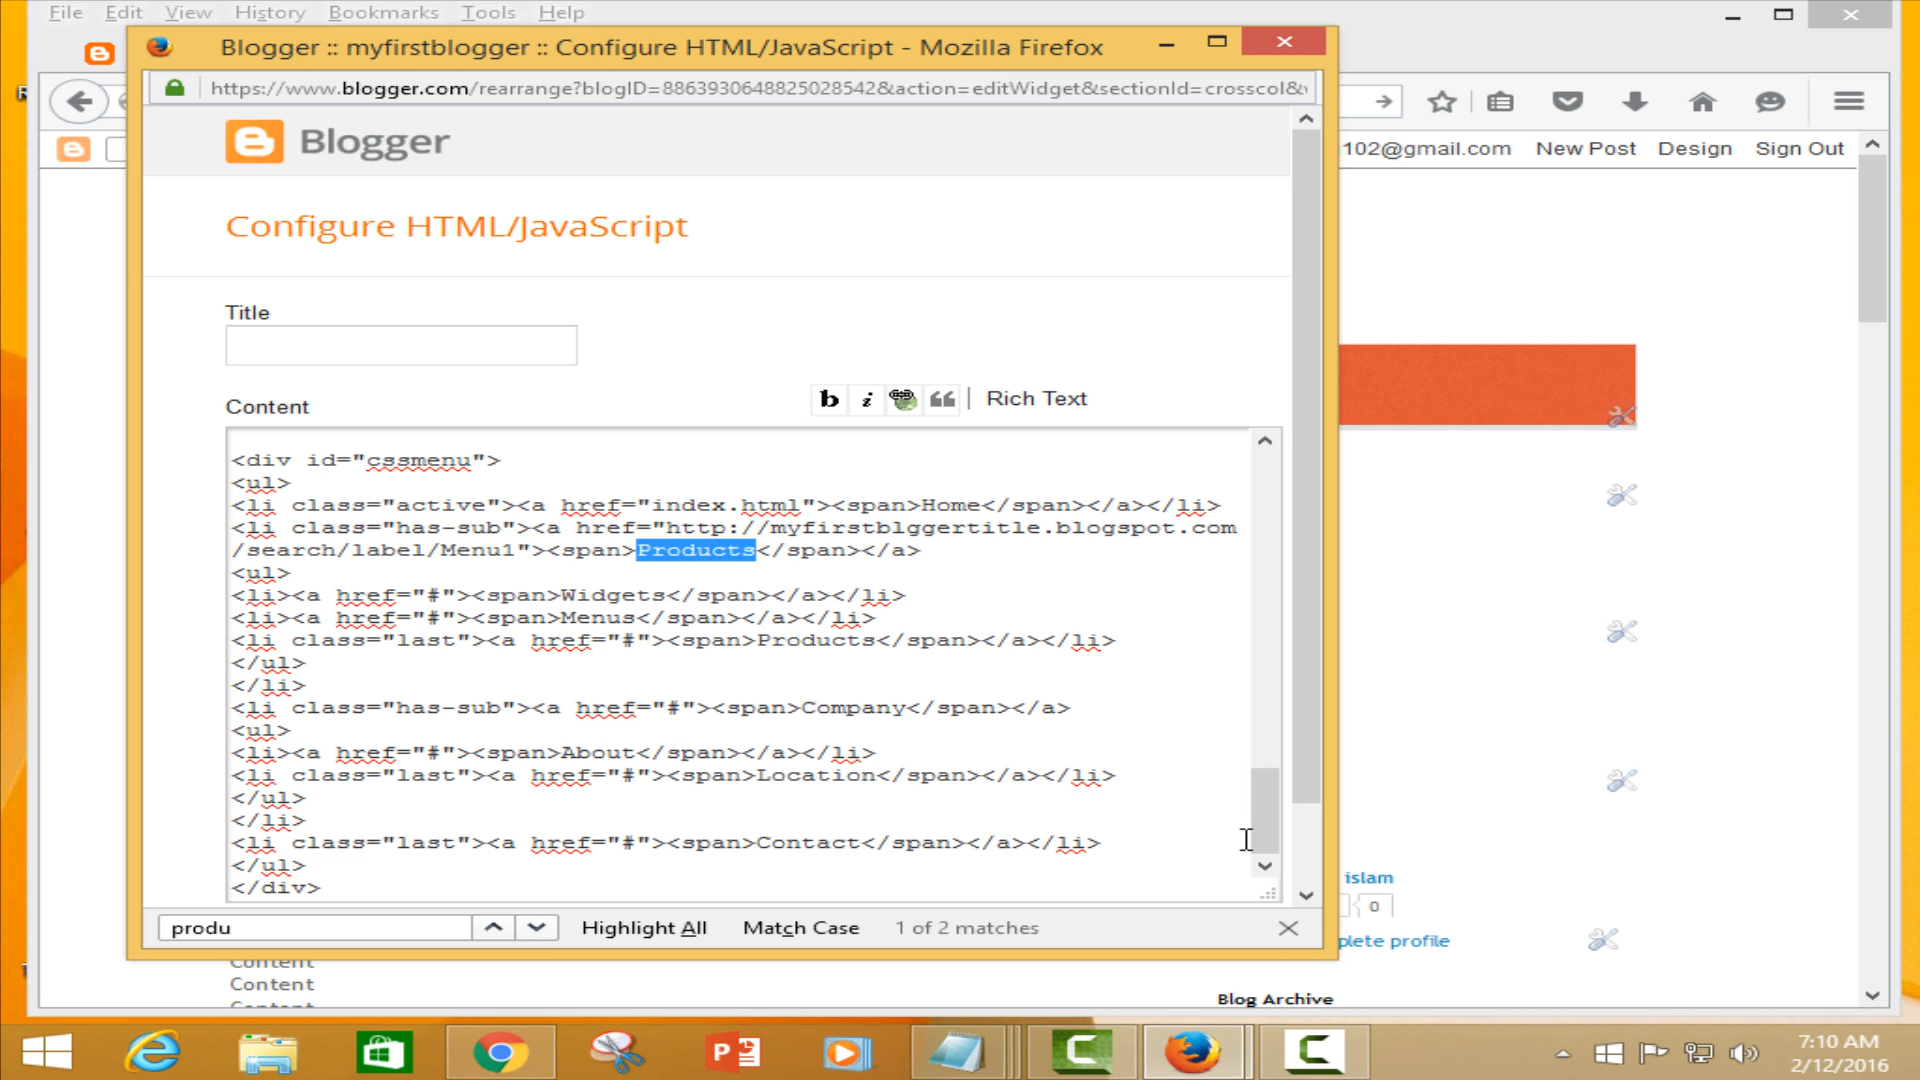 File Edit View History Bookmarks Tools Help
Blogger :: myfirstblogger :: Configure HTML/JavaScript - Mozilla Firefox
https://www.blogger.com/rearrange?blogID=8863930648825028542&action=editWidget&sectionId=crosscol&
Blogger
102@gmail.com New Post Design Sign Out
Configure HTML/JavaScript
Title
Content
b i Rich Text
<div id="cssmenu">
<ul>
<li class="active"><a href="index.html"><span>Home</span></a></li>
<li class="has-sub"><a href="http://myfirstblggertitle.blogspot.com
/search/label/Menu1"><span>Products</span></a>
<ul>
<li><a href="#"><span>Widgets</span></a></li>
<li><a href="#"><span>Menus</span></a></li>
<li class="last"><a href="#"><span>Products</span></a></li>
</ul>
</li>
<li class="has-sub"><a href="#"><span>Company</span></a>
<ul>
<li><a href="#"><span>About</span></a></li>
<li class="last"><a href="#"><span>Location</span></a></li>
</ul>
</li>
<li class="last"><a href="#"><span>Contact</span></a></li>
</ul>
</div>
islam
0
produ Highlight All Match Case 1 of 2 matches
plete profile
Content
Content
Content
Blog Archive
7:10 AM
2/12/2016